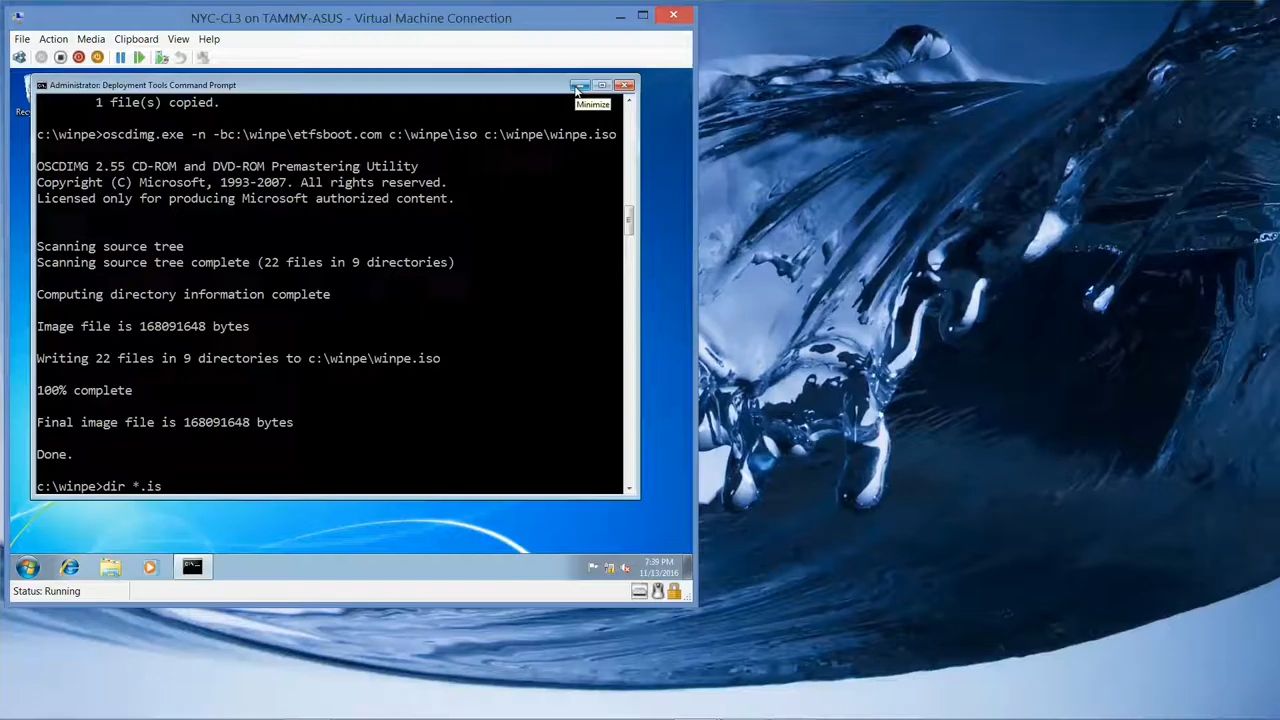 NYC-CL3 on TAMMY-ASUS - Virtual Machine Connection
File Action Media Clipboard View Help
Administrator: Deployment Tools Command Prompt
Minimize
Rec
1 file(s) copied.
c:\winpe>oscdimg.exe -n -bc:\winpe\etfsboot.com c:\winpe\iso c:\winpe\winpe.iso
OSCDIMG 2.55 CD-ROM and DVD-ROM Premastering Utility
Copyright (C) Microsoft, 1993-2007. All rights reserved.
Licensed only for producing Microsoft authorized content.
Scanning source tree
Scanning source tree complete (22 files in 9 directories)
Computing directory information complete
Image file is 168091648 bytes
Writing 22 files in 9 directories to c:\winpe\winpe.iso
100% complete
Final image file is 168091648 bytes
Done.
c:\winpe>dir *.is
7:39 PM
11/13/2016
Status: Running